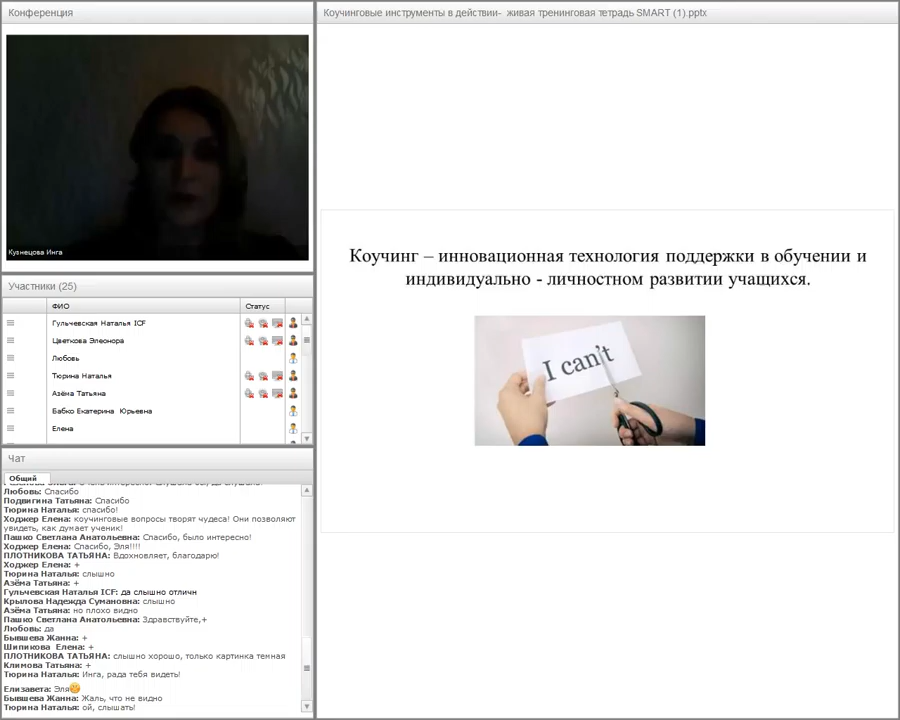 Конференция
Кузнецова Инга
Участники (25)
ФИО Статус
Гульчевская Наталья ICF
Цветкова Элеонора
Любовь
Тюрина Наталья
Азёма Татьяна
Бабко Екатерина Юрьевна
Елена
Чат
Общий
Любовь: Спасибо
Подвигина Татьяна: Спасибо
Тюрина Наталья: спасибо!
Ходжер Елена: коучинговые вопросы творят чудеса! Они позволяют
увидеть, как думает ученик!
Пашко Светлана Анатольевна: Спасибо, было интересно!
Ходжер Елена: Спасибо, Эля!!!!
ПЛОТНИКОВА ТАТЬЯНА: Вдохновляет, благодарю!
Ходжер Елена: +
Тюрина Наталья: слышно
Азёма Татьяна: +
Гульчевская Наталья ICF: да слышно отличн
Крылова Надежда Сумановна: слышно
Азёма Татьяна: но плохо видно
Пашко Светлана Анатольевна: Здравствуйте,+
Любовь: да
Бывшева Жанна: +
Шипикова Елена: +
ПЛОТНИКОВА ТАТЬЯНА: слышно хорошо, только картинка темная
Климова Татьяна: +
Тюрина Наталья: Инга, рада тебя видеть!
Елизавета: Эля
Бывшева Жанна: Жаль, что не видно
Тюрина Наталья: ой, слышать!
Коучинговые инструменты в действии- живая тренинговая тетрадь SMART (1).pptx
Коучинг – инновационная технология поддержки в обучении и
индивидуально - личностном развитии учащихся.
I can't